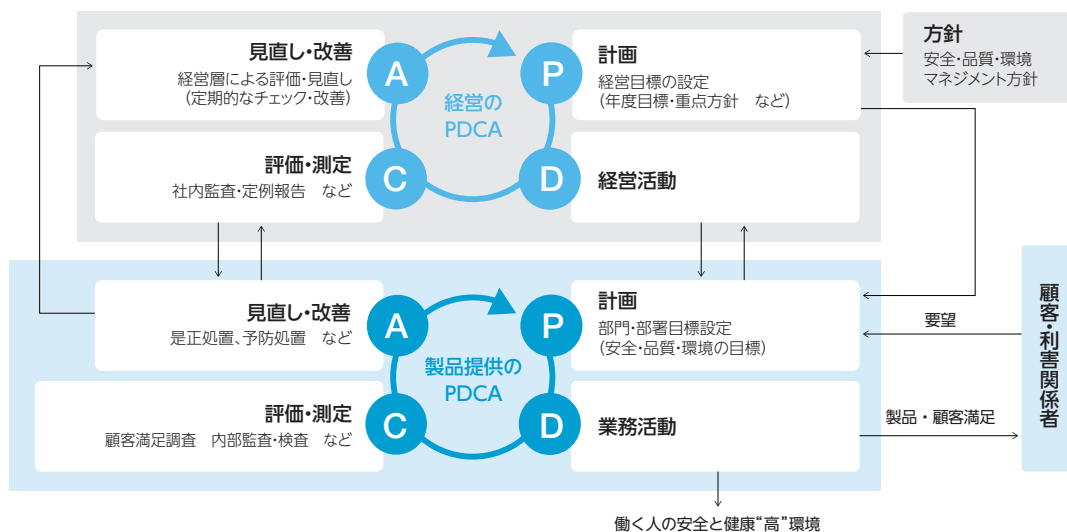 見直し・改善
経営層による評価・見直し
(定期的なチェック・改善)
A
P
計画
経営目標の設定
(年度目標・重点方針 など)
方針
安全・品質・環境
マネジメント方針
経営の
PDCA
評価・測定
社内監査・定例報告 など
C
D
経営活動
見直し・改善
是正処置、予防処置 など
A
P
計画
部門・部署目標設定
(安全・品質・環境の目標)
要望
顧客・利害関係者
製品提供の
PDCA
評価・測定
顧客満足調査 内部監査・検査 など
C
D
業務活動
製品・顧客満足
働く人の安全と健康“高”環境